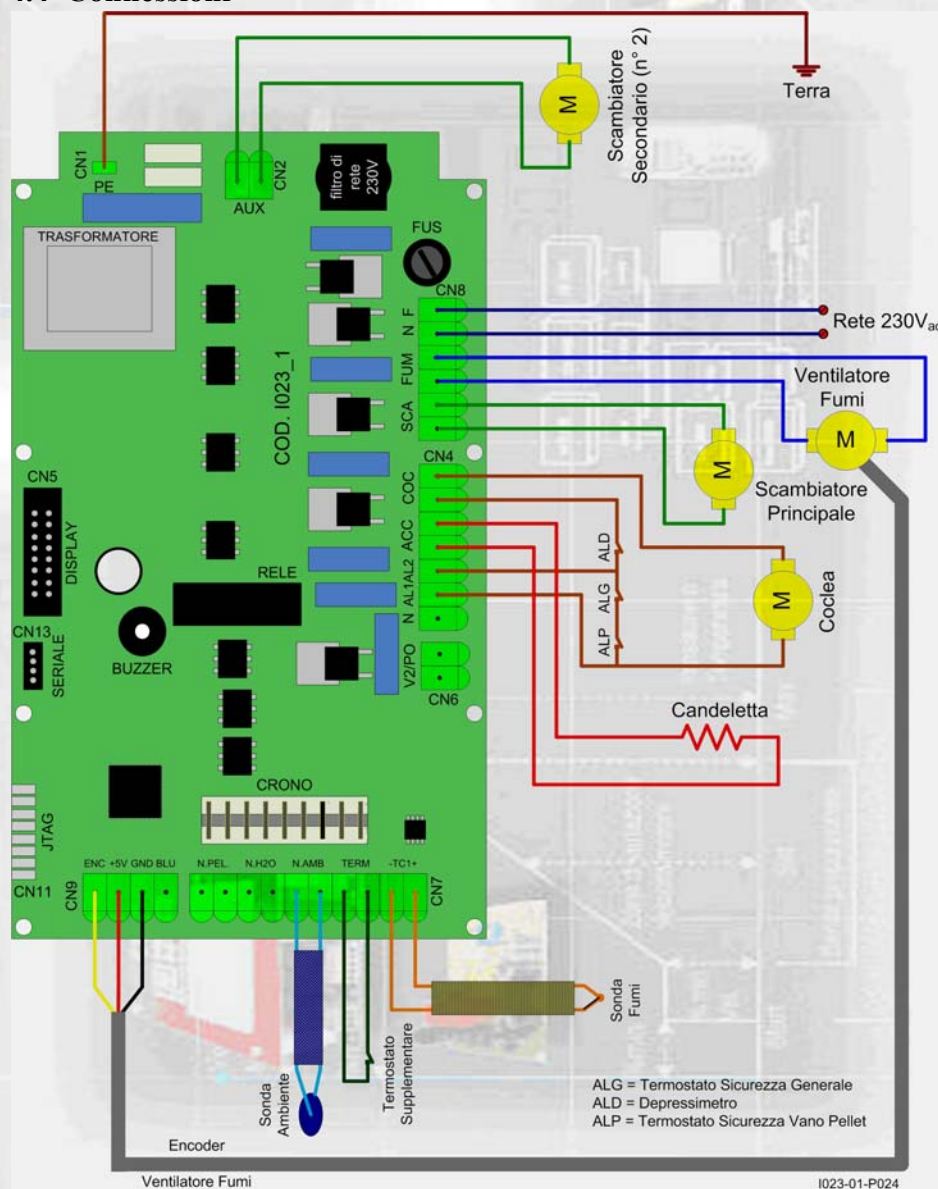 Terra
Scambiatore
Secondario (n° 2)
M
CN1
PE
CN2
AUX
filtro di
rete
230V
TRASFORMATORE
FUS
CN8
F
N
FUM
SCA
Rete 230V
Ventilatore
Fumi
M
COD. I023_1
M
Scambiatore
Principale
CN4
COC
ACC
AL2
AL1
N
ALD
ALG
ALP
M
Coclea
CN5
DISPLAY
RELE
CN13
SERIALE
BUZZER
V2/PO
CN6
Candeletta
CRONO
JTAG
CN11
CN9
ENC +5V GND BLU
N.PEL. N.H2O N.AMB TERM -TC1+
CN7
Sonda
Fumi
Termostato
Supplementare
Sonda
Ambiente
ALG = Termostato Sicurezza Generale
ALD = Depressimetro
ALP = Termostato Sicurezza Vano Pellet
Encoder
Ventilatore Fumi
I023-01-P024